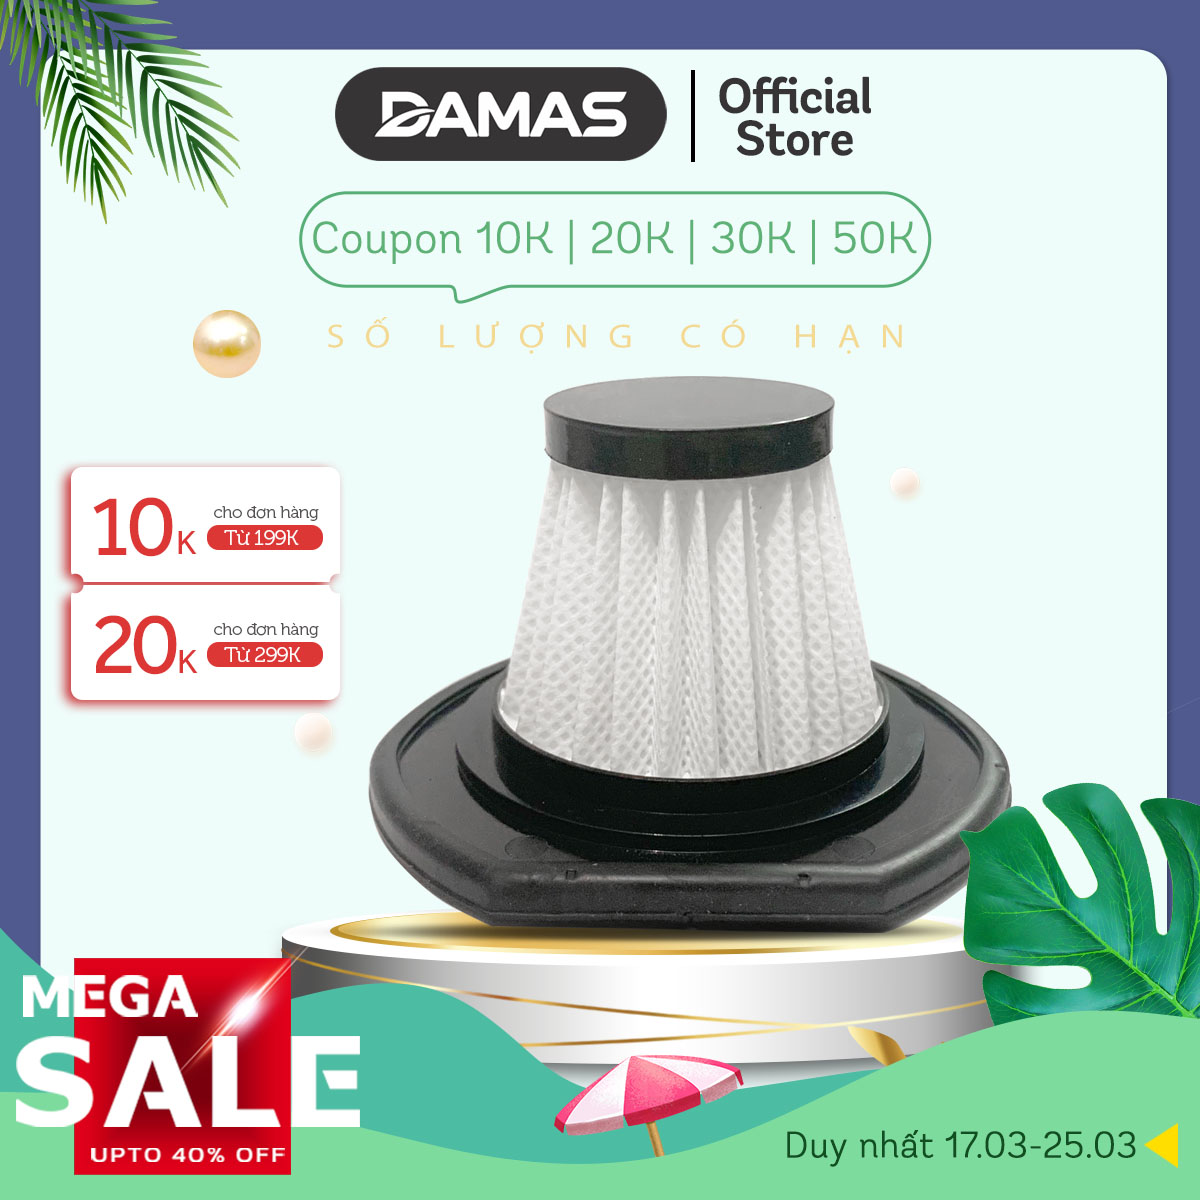 DAMAS
Official
Store
Coupon 10K | 20K | 30K | 50K
SỐ LƯỢNG CÓ HẠN
10K cho đơn hàng
Từ 199K
20K cho đơn hàng
Từ 299K
MEGA
SALE
UPTO 40% OFF
Duy nhất 17.03-25.03